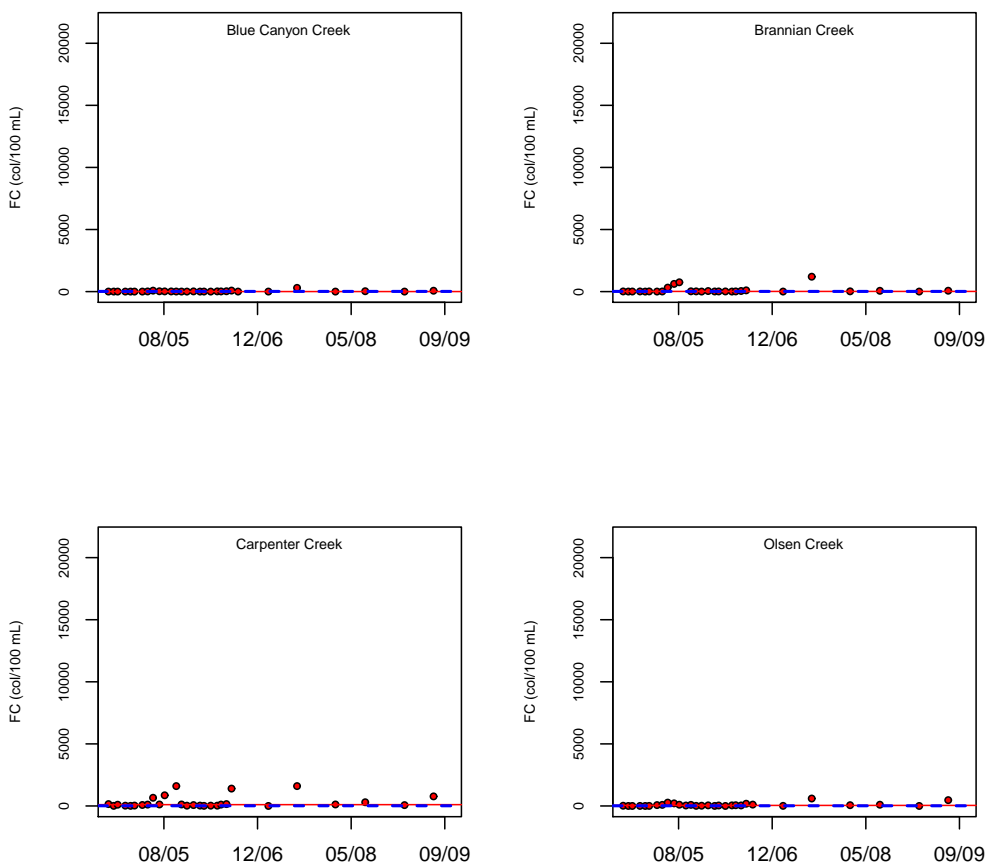 Blue Canyon Creek
FC (col/100 mL)
20000
15000
10000
5000
0
08/05 12/06 05/08 09/09
Brannian Creek
FC (col/100 mL)
20000
15000
10000
5000
0
08/05 12/06 05/08 09/09
Carpenter Creek
FC (col/100 mL)
20000
15000
10000
5000
0
08/05 12/06 05/08 09/09
Olsen Creek
FC (col/100 mL)
20000
15000
10000
5000
0
08/05 12/06 05/08 09/09